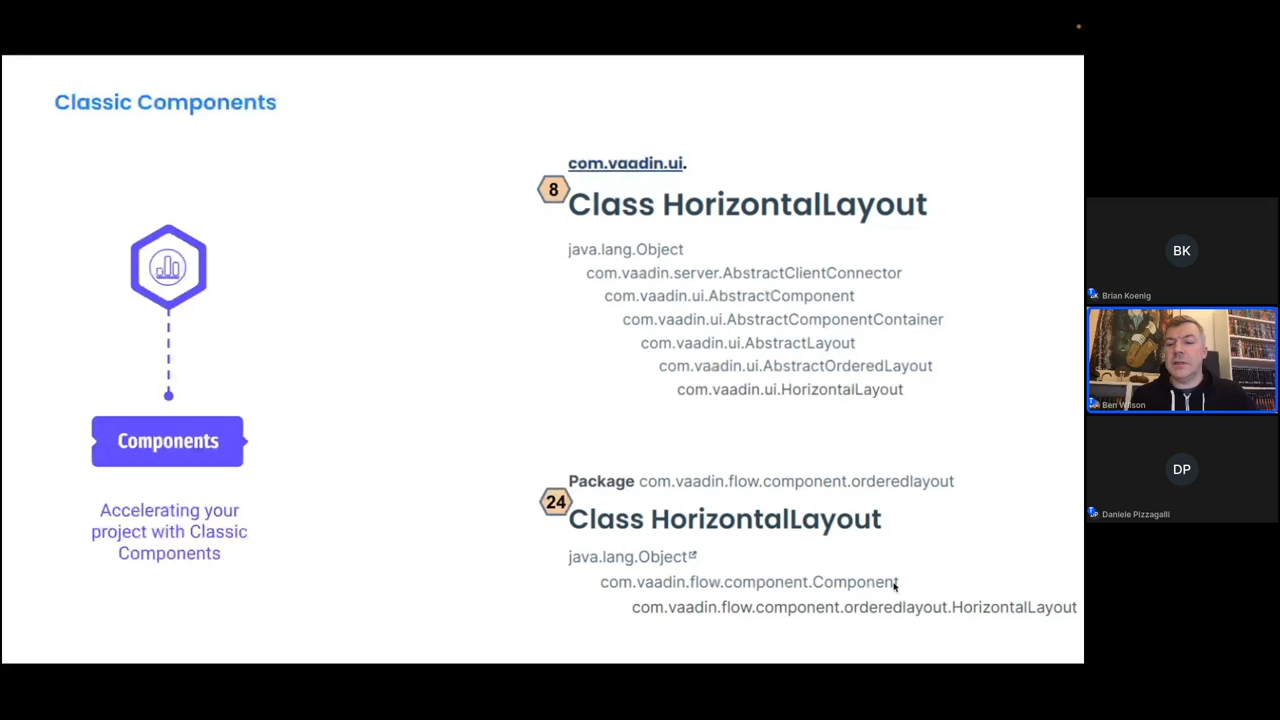 Classic Components
com.vaadin.ui.
8
Class HorizontalLayout
java.lang.Object
com.vaadin.server.AbstractClientConnector
com.vaadin.ui.AbstractComponent
com.vaadin.ui.AbstractComponentContainer
com.vaadin.ui.AbstractLayout
com.vaadin.ui.AbstractOrderedLayout
com.vaadin.ui.HorizontalLayout
Components
Accelerating your
project with Classic
Components
Package com.vaadin.flow.component.orderedlayout
24
Class HorizontalLayout
java.lang.Object
com.vaadin.flow.component.Component
com.vaadin.flow.component.orderedlayout.HorizontalLayout
BK
Brian Koenig
Ben Wilson
DP
Daniele Pizzagalli